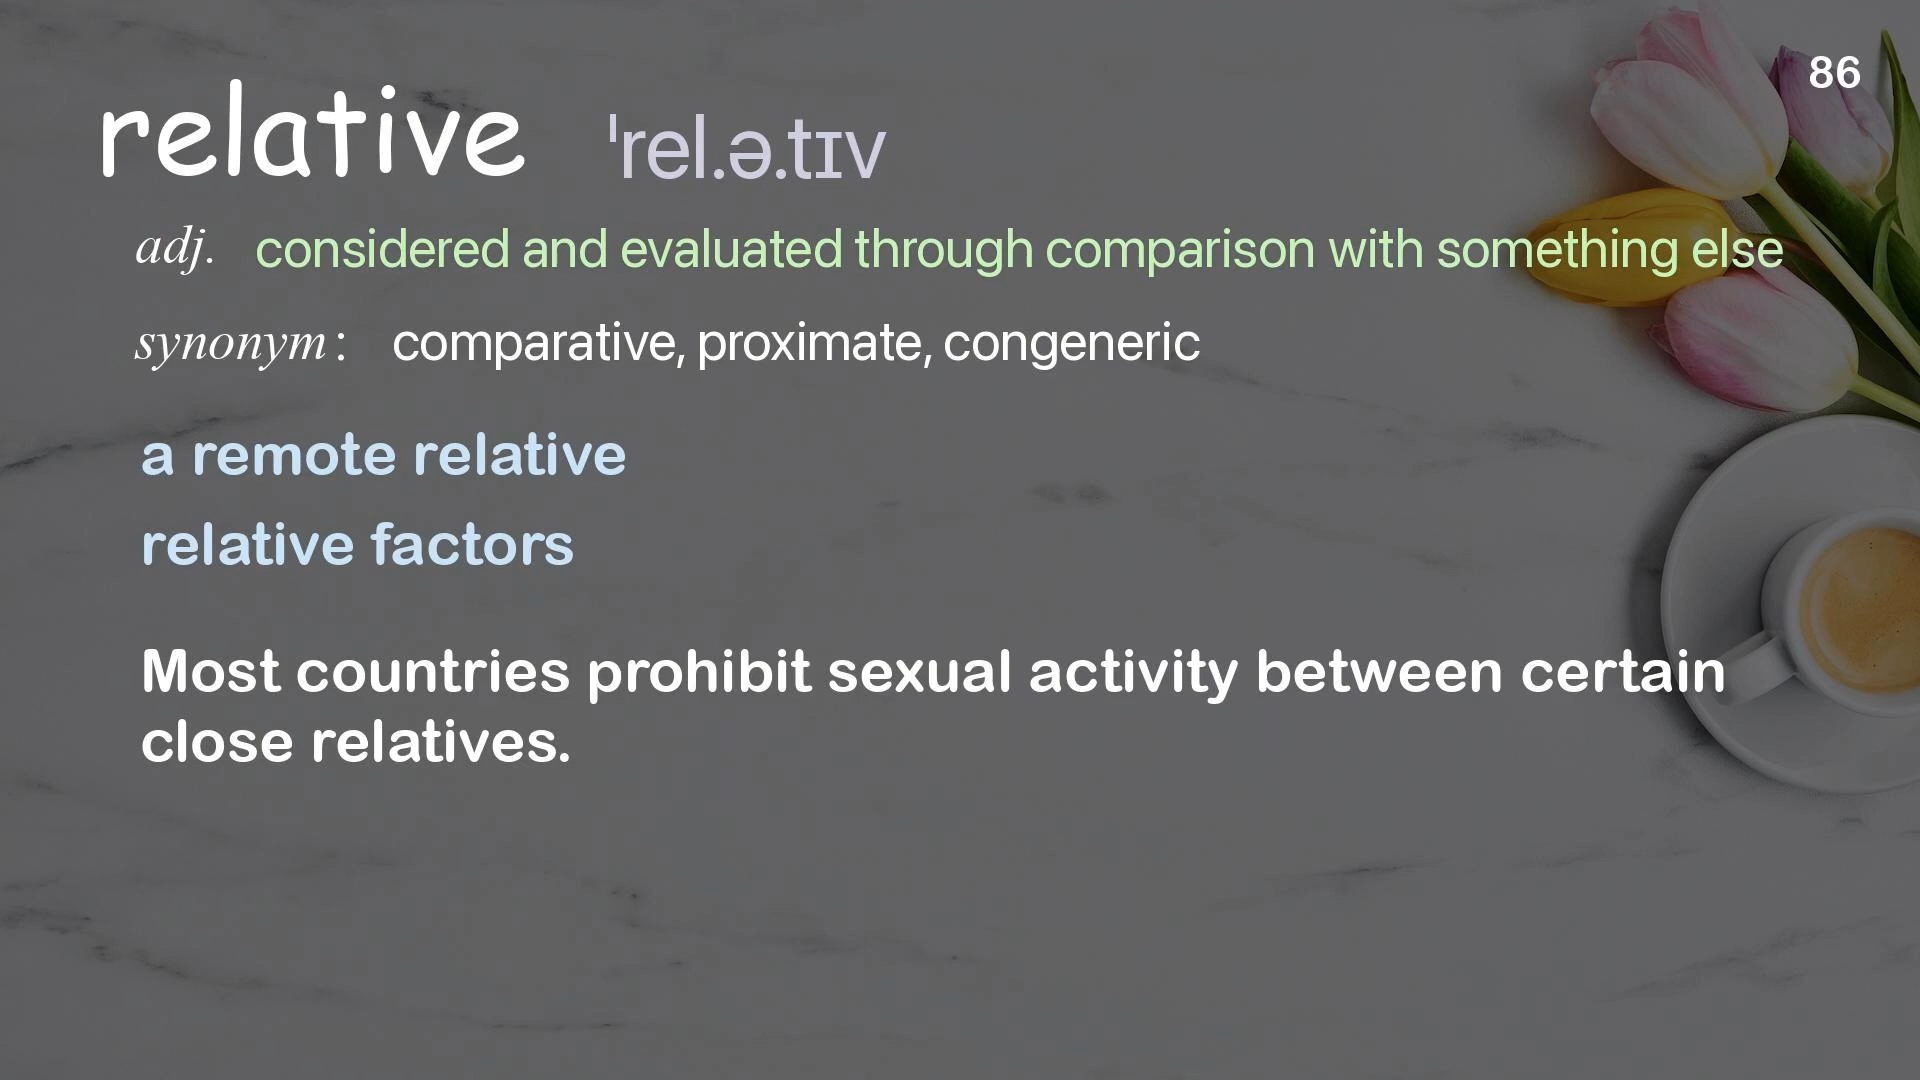 86
relative ˈrel.ə.tɪv
adj. considered and evaluated through comparison with something else
synonym: comparative, proximate, congeneric
a remote relative
relative factors
Most countries prohibit sexual activity between certain
close relatives.